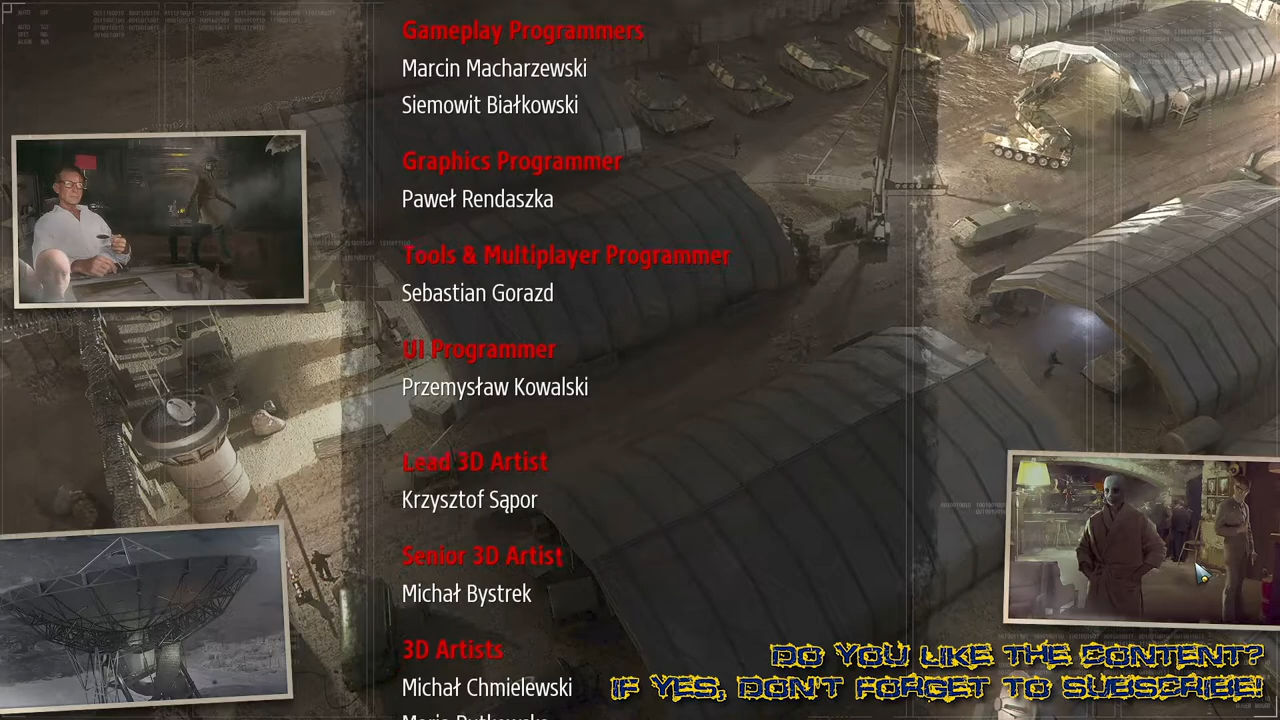 Gameplay Programmers
Marcin Macharzewski
Siemowit Białkowski
Graphics Programmer
Paweł Rendaszka
Tools & Multiplayer Programmer
Sebastian Gorazd
UI Programmer
Przemysław Kowalski
Lead 3D Artist
Krzysztof Sąpor
Senior 3D Artist
Michał Bystrek
3D Artists
Michał Chmielewski
DO YOU LIKE THE CONTENT?
IF YES, DON'T FORGET TO SUBSCRIBE!